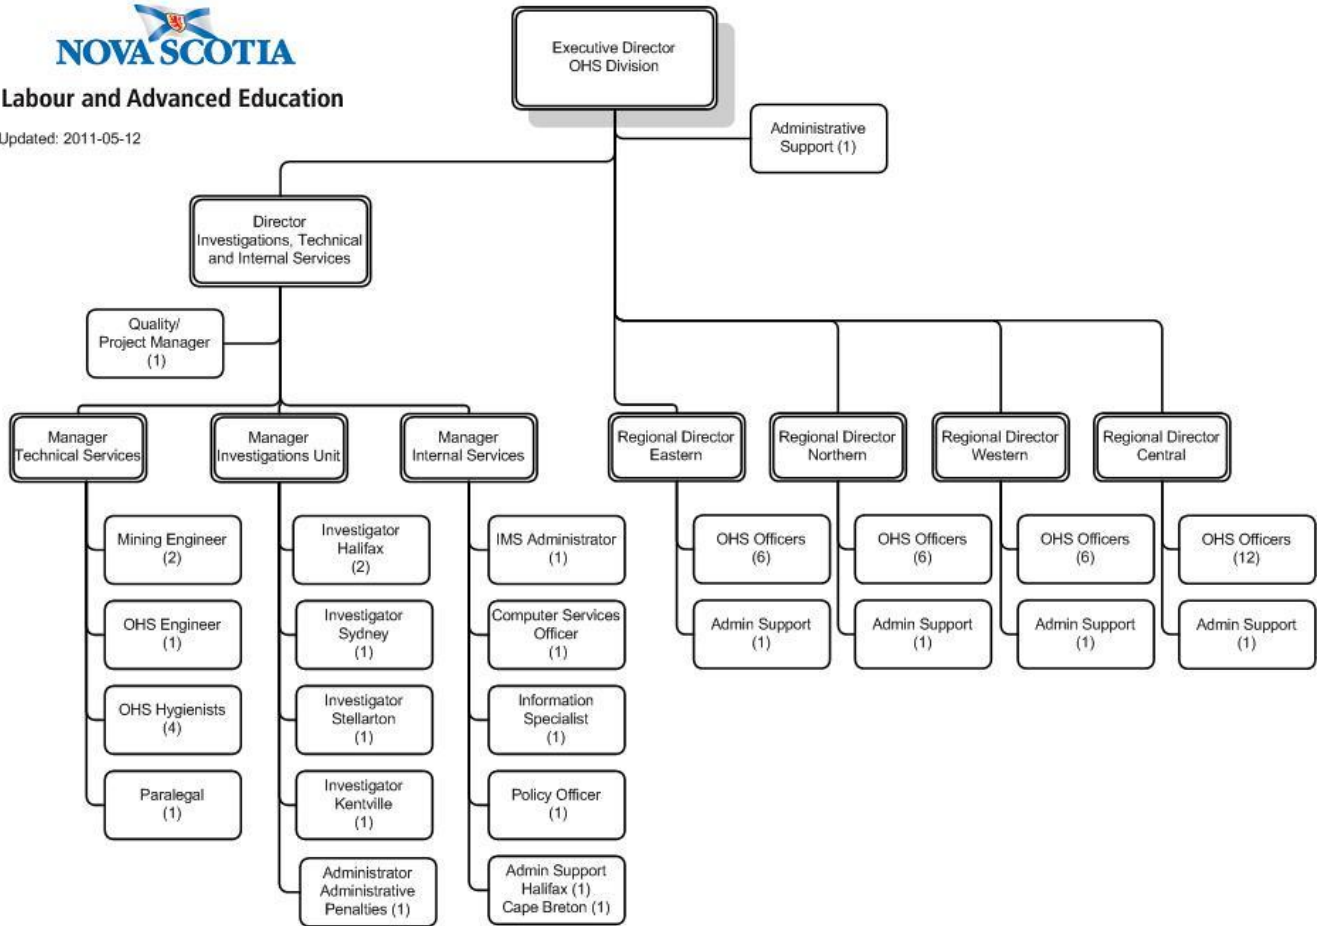 NOVA SCOTIA
Labour and Advanced Education
Updated: 2011-05-12
Executive Director
OHS Division
Administrative
Support (1)
Director
Investigations, Technical
and Internal Services
Quality/
Project Manager
(1)
Manager
Technical Services
Manager
Investigations Unit
Manager
Internal Services
Regional Director
Eastern
Regional Director
Northern
Regional Director
Western
Regional Director
Central
Mining Engineer
(2)
OHS Engineer
(1)
OHS Hygienists
(4)
Paralegal
(1)
Investigator
Halifax
(2)
Investigator
Sydney
(1)
Investigator
Stellarton
(1)
Investigator
Kentville
(1)
Administrator
Administrative
Penalties (1)
IMS Administrator
(1)
Computer Services
Officer
(1)
Information
Specialist
(1)
Policy Officer
(1)
Admin Support
Halifax (1)
Cape Breton (1)
OHS Officers
(6)
Admin Support
(1)
OHS Officers
(6)
Admin Support
(1)
OHS Officers
(6)
Admin Support
(1)
OHS Officers
(12)
Admin Support
(1)